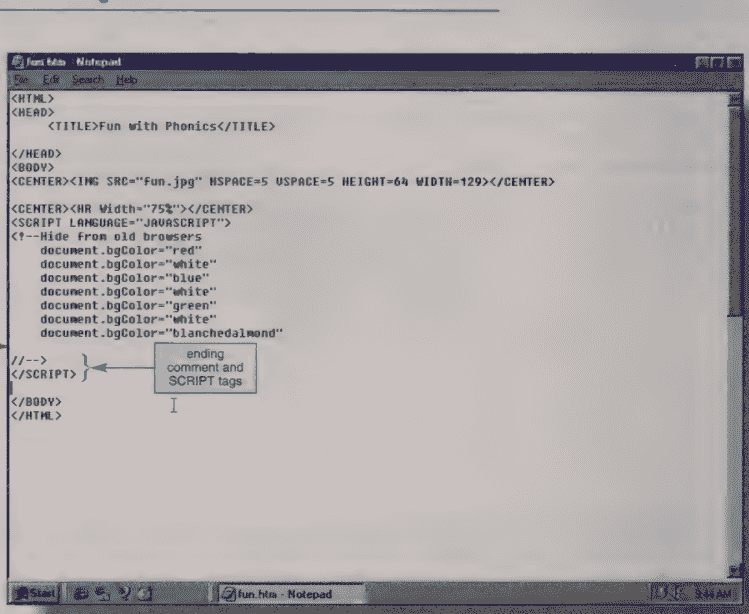 fun.htm - Notepad
File Edit Search Help
<HTML>
<HEAD>
<TITLE>Fun with Phonics</TITLE>
</HEAD>
<BODY>
<CENTER><IMG SRC="fun.jpg" HSPACE=5 VSPACE=5 HEIGHT=64 WIDTH=129></CENTER>
<CENTER><HR Width="75%"></CENTER>
<SCRIPT LANGUAGE="JAVASCRIPT">
<!--Hide from old browsers
document.bgColor="red"
document.bgColor="white"
document.bgColor="blue"
document.bgColor="white"
document.bgColor="green"
document.bgColor="white"
document.bgColor="blanchedalmond"
//-->
</SCRIPT>
ending
comment and
SCRIPT tags
</BODY>
</HTML>
Start
fun.htm - Notepad
9:44 AM